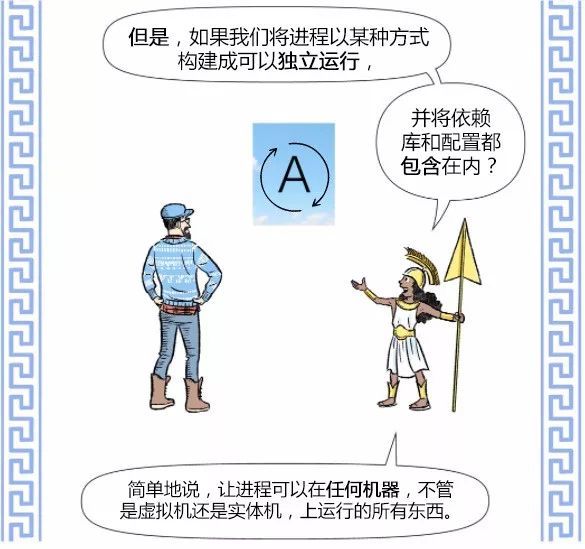 但是，如果我们将进程以某种方式
构建成可以独立运行，
并将依赖
库和配置都
包含在内？
A
简单地说，让进程可以在任何机器，不管
是虚拟机还是实体机，上运行的所有东西。